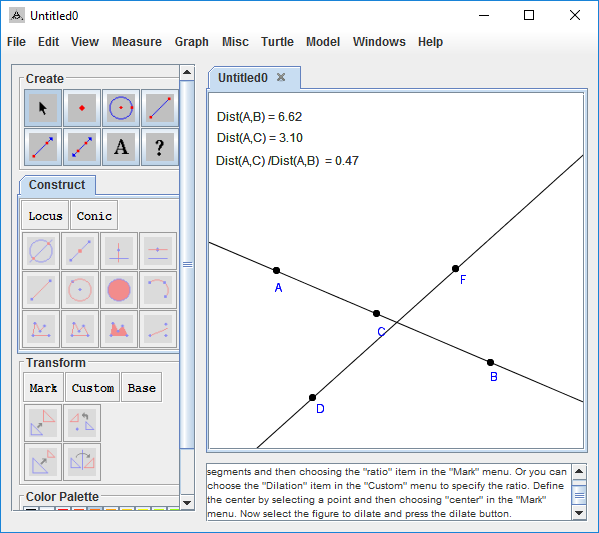 Untitled0
File Edit View Measure Graph Misc Turtle Model Windows Help
Create
A ?
Construct
Locus Conic
Transform
Mark Custom Base
Color Palette
Untitled0
Dist(A,B) = 6.62
Dist(A,C) = 3.10
Dist(A,C) /Dist(A,B) = 0.47
A
F
C
B
D
segments and then choosing the "ratio" item in the "Mark" menu. Or you can
choose the "Dilation" item in the "Custom" menu to specify the ratio. Define
the center by selecting a point and then choosing "center" in the "Mark"
menu. Now select the figure to dilate and press the dilate button.